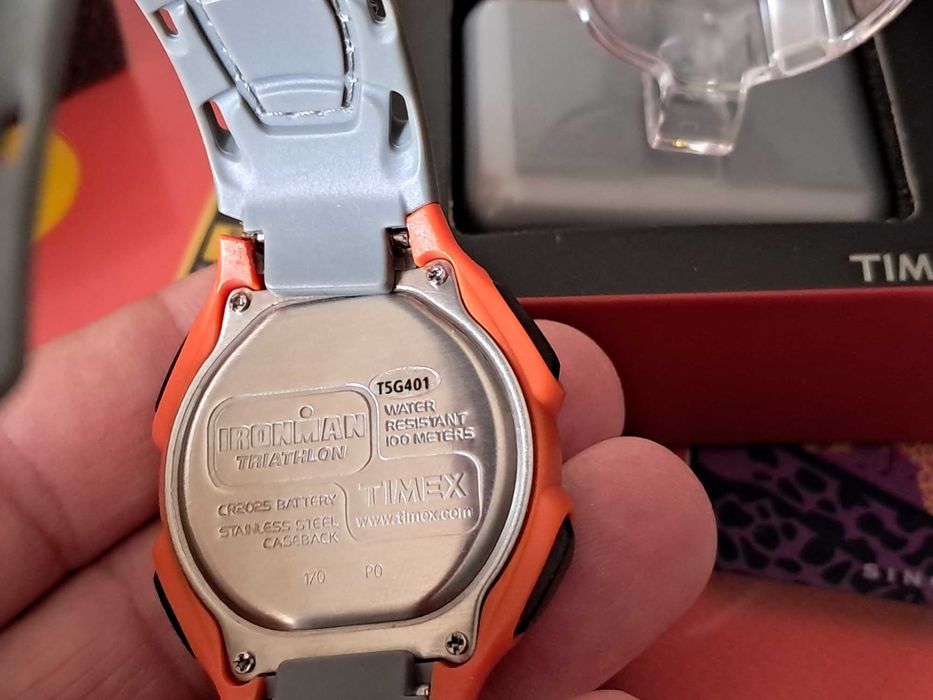 T5G401
IRONMAN
TRIATHLON
WATER
RESISTANT
100 METERS
CR2025 BATTERY
STAINLESS STEEL
CASEBACK
TIMEX
www.timex.com
170 PO
TIM
SIN